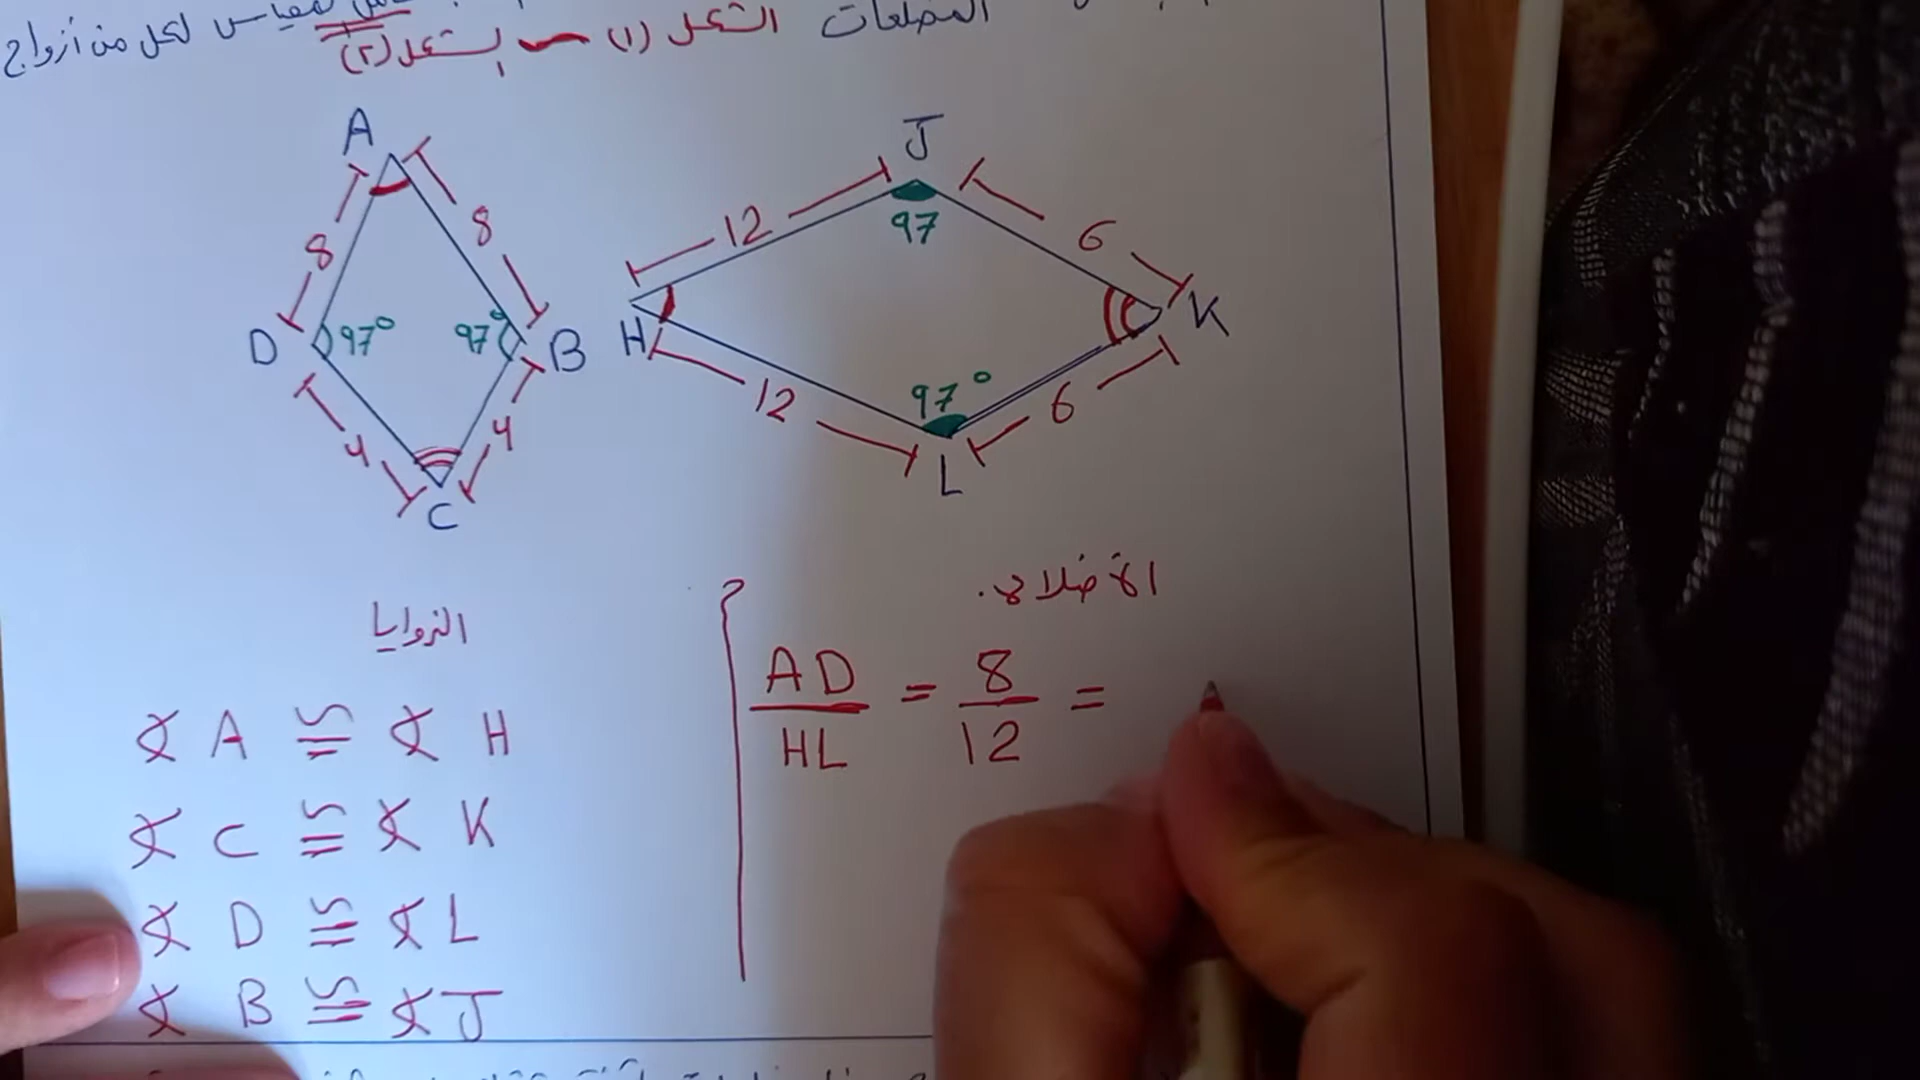 لكل من أزواج المضلعات الشكل (١) بشكل (٢)
A
J
8
8
12
97
6
D
97°
97°
B
H
K
4
4
12
97°
6
C
L
الزوايا
∢ A ≅ ∢ H
∢ C ≅ ∢ K
∢ D ≅ ∢ L
∢ B ≅ ∢ J
الأضلاع
AD/HL = 8/12 =